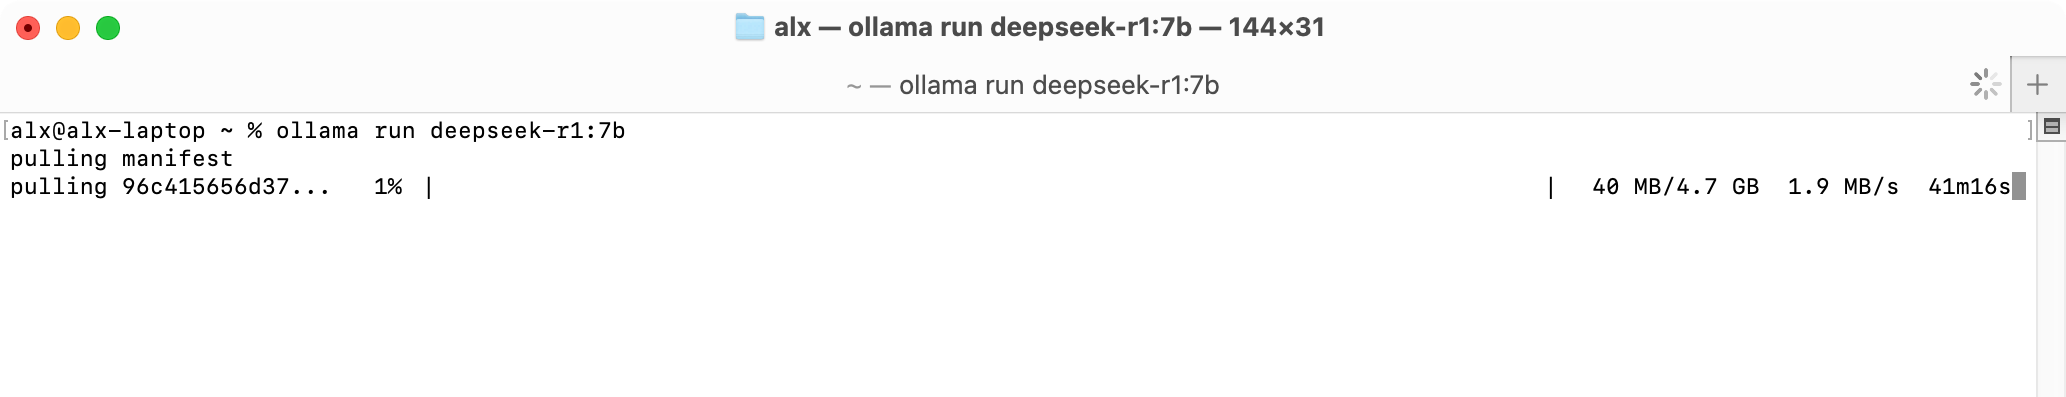 alx — ollama run deepseek-r1:7b — 144×31
~ — ollama run deepseek-r1:7b
[alx@alx-laptop ~ % ollama run deepseek-r1:7b ]
pulling manifest
pulling 96c415656d37... 1% | | 40 MB/4.7 GB 1.9 MB/s 41m16s